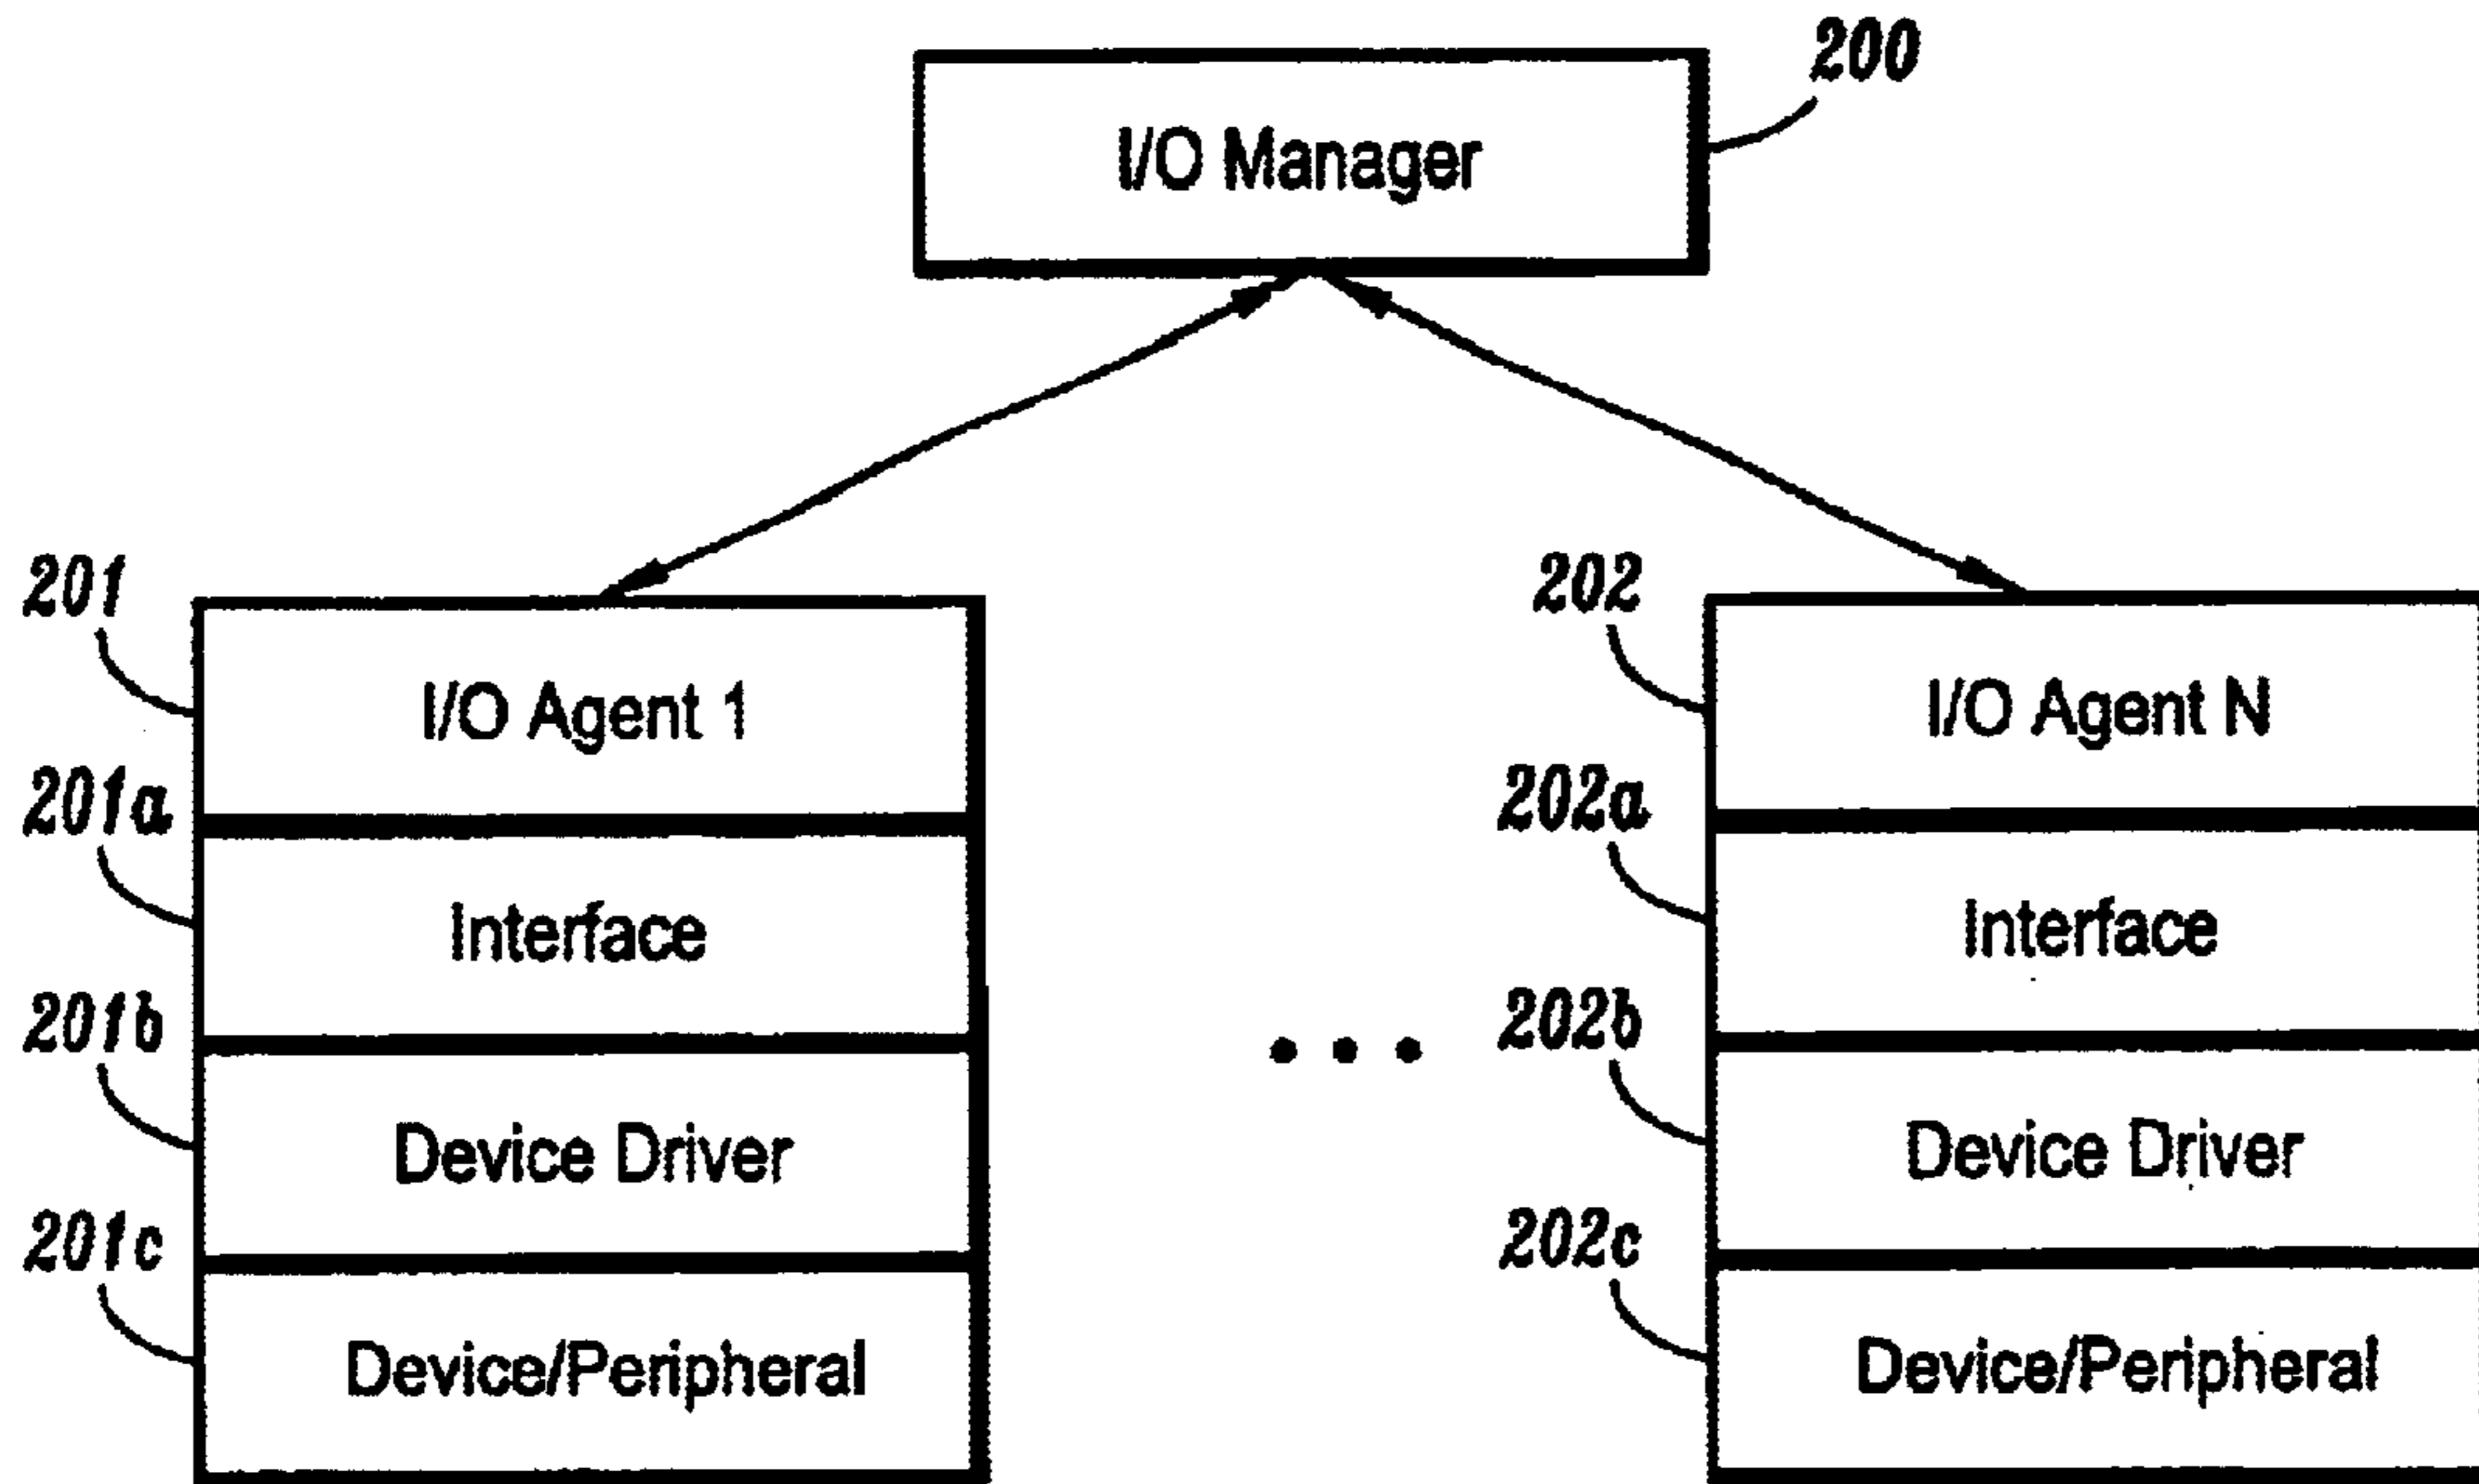 200
I/O Manager
201
I/O Agent 1
201a
Interface
201b
Device Driver
201c
Device/Peripheral
...
202
I/O Agent N
202a
Interface
202b
Device Driver
202c
Device/Peripheral